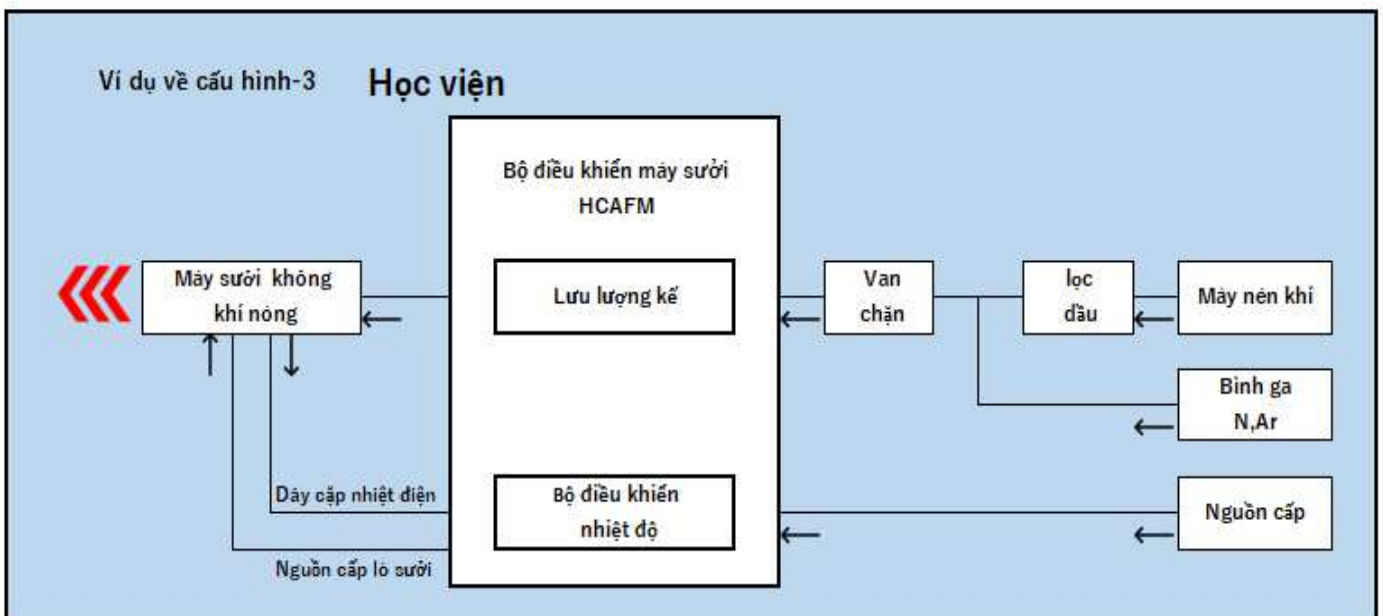 Ví dụ về cấu hình-3
Học viện
Bộ điều khiển máy sưởi
HCAFM
Máy sưởi không
khí nóng
Lưu lượng kế
Van
chặn
lọc
dầu
Máy nén khí
Bình ga
N,Ar
Dây cặp nhiệt điện
Bộ điều khiển
nhiệt độ
Nguồn cấp
Nguồn cấp lò sưởi